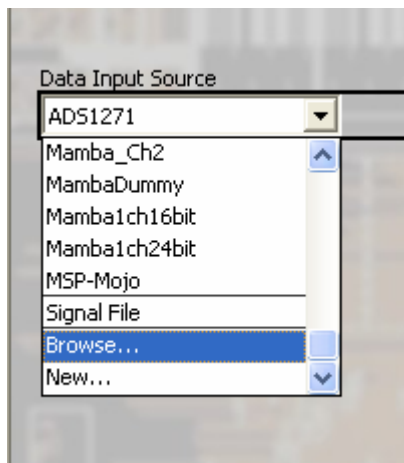 Data Input Source
ADS1271
Mamba_Ch2
MambaDummy
Mamba1ch16bit
Mamba1ch24bit
MSP-Mojo
Signal File
Browse...
New...